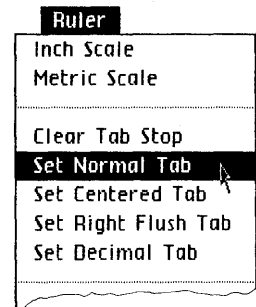 Ruler
Inch Scale
Metric Scale
Clear Tab Stop
Set Normal Tab
Set Centered Tab
Set Right Flush Tab
Set Decimal Tab